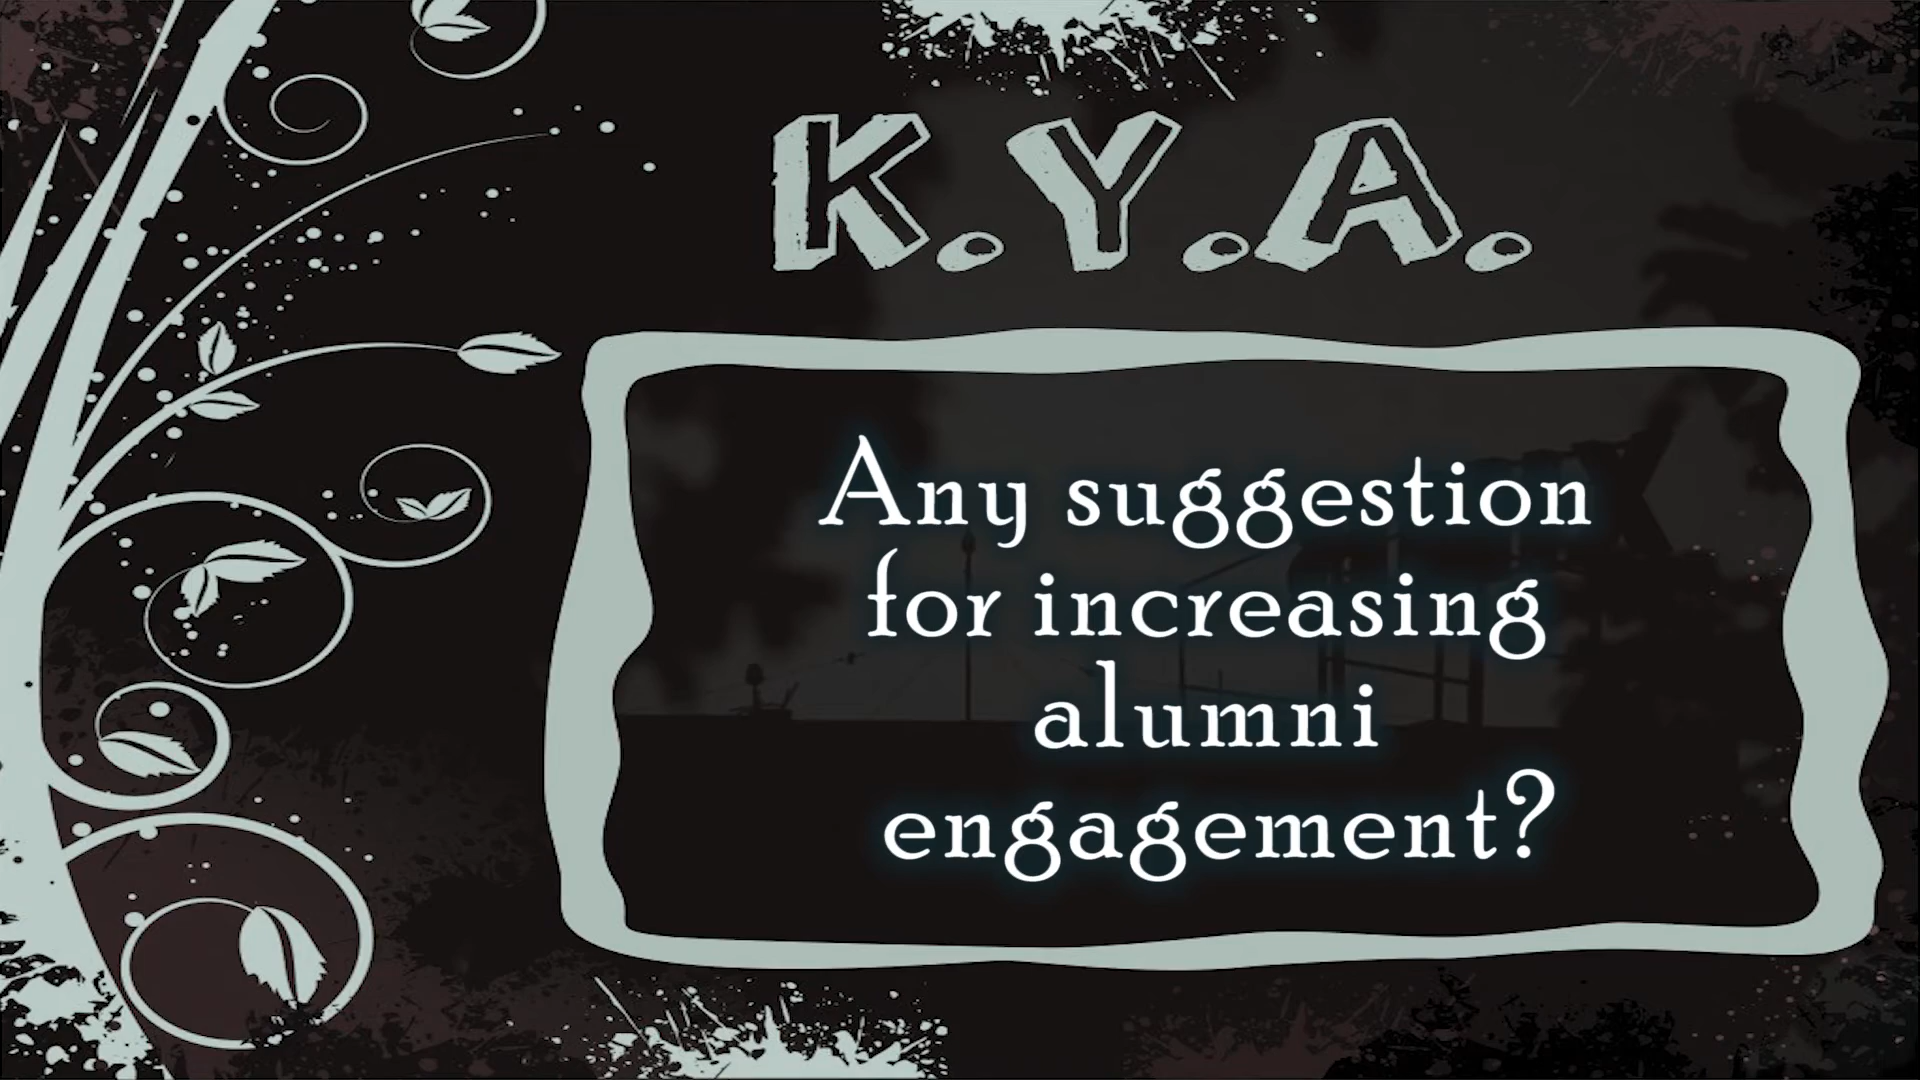 K.Y.A.
Any suggestion
for increasing
alumni
engagement?